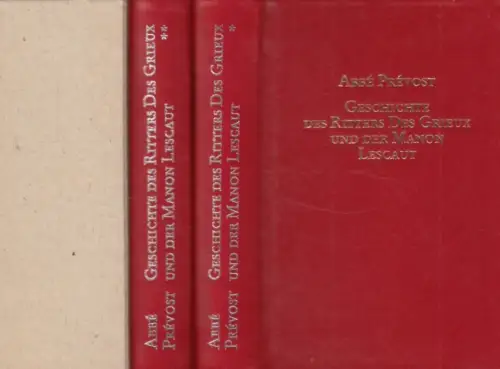 Abbé Prévost
Geschichte des Ritters Des Grieux
und der Manon Lescaut
**
Abbé Prévost
Geschichte des Ritters Des Grieux
und der Manon Lescaut
*
Abbé Prévost
Geschichte
des Ritters Des Grieux
und der Manon
Lescaut